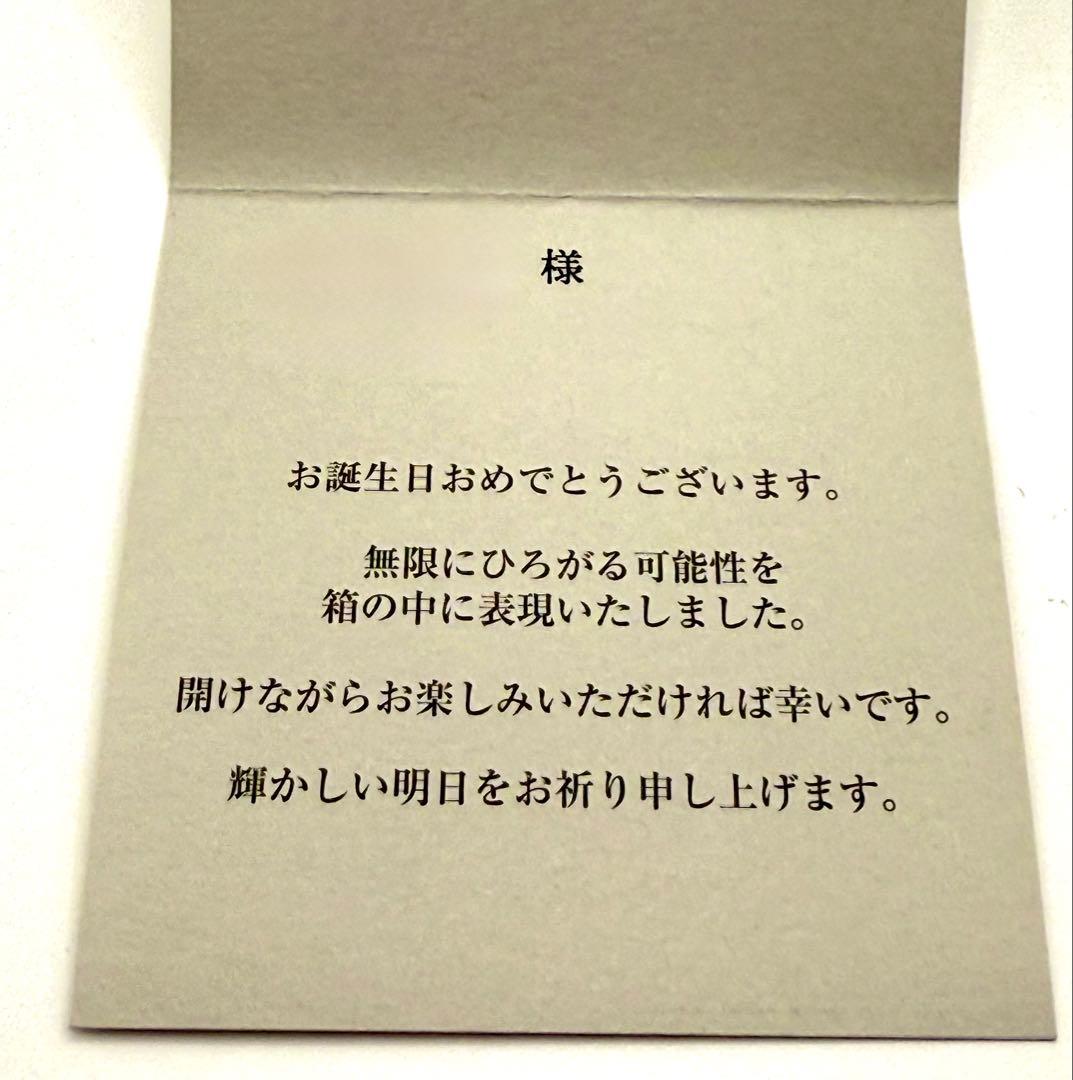 様
お誕生日おめでとうございます。
無限にひろがる可能性を
箱の中に表現いたしました。
開けながらお楽しみいただければ幸いです。
輝かしい明日をお祈り申し上げます。